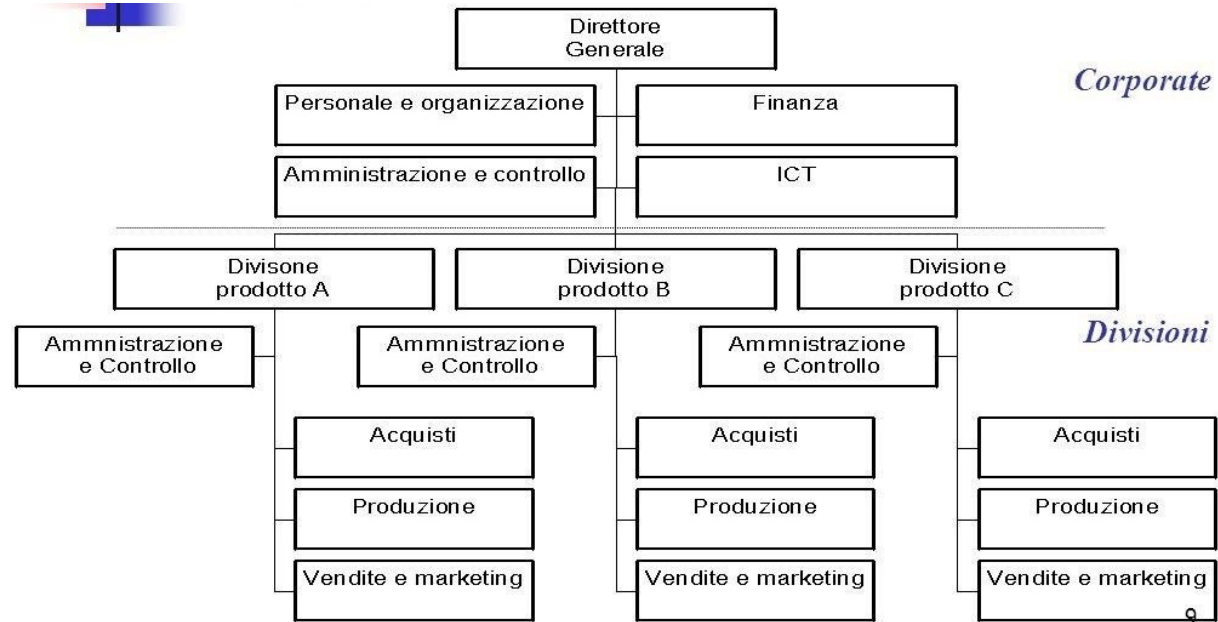 Direttore
Generale
Corporate
Personale e organizzazione
Finanza
Amministrazione e controllo
ICT
Divisone
prodotto A
Divisione
prodotto B
Divisione
prodotto C
Divisioni
Ammnistrazione
e Controllo
Ammnistrazione
e Controllo
Ammnistrazione
e Controllo
Acquisti
Acquisti
Acquisti
Produzione
Produzione
Produzione
Vendite e marketing
Vendite e marketing
Vendite e marketing
9